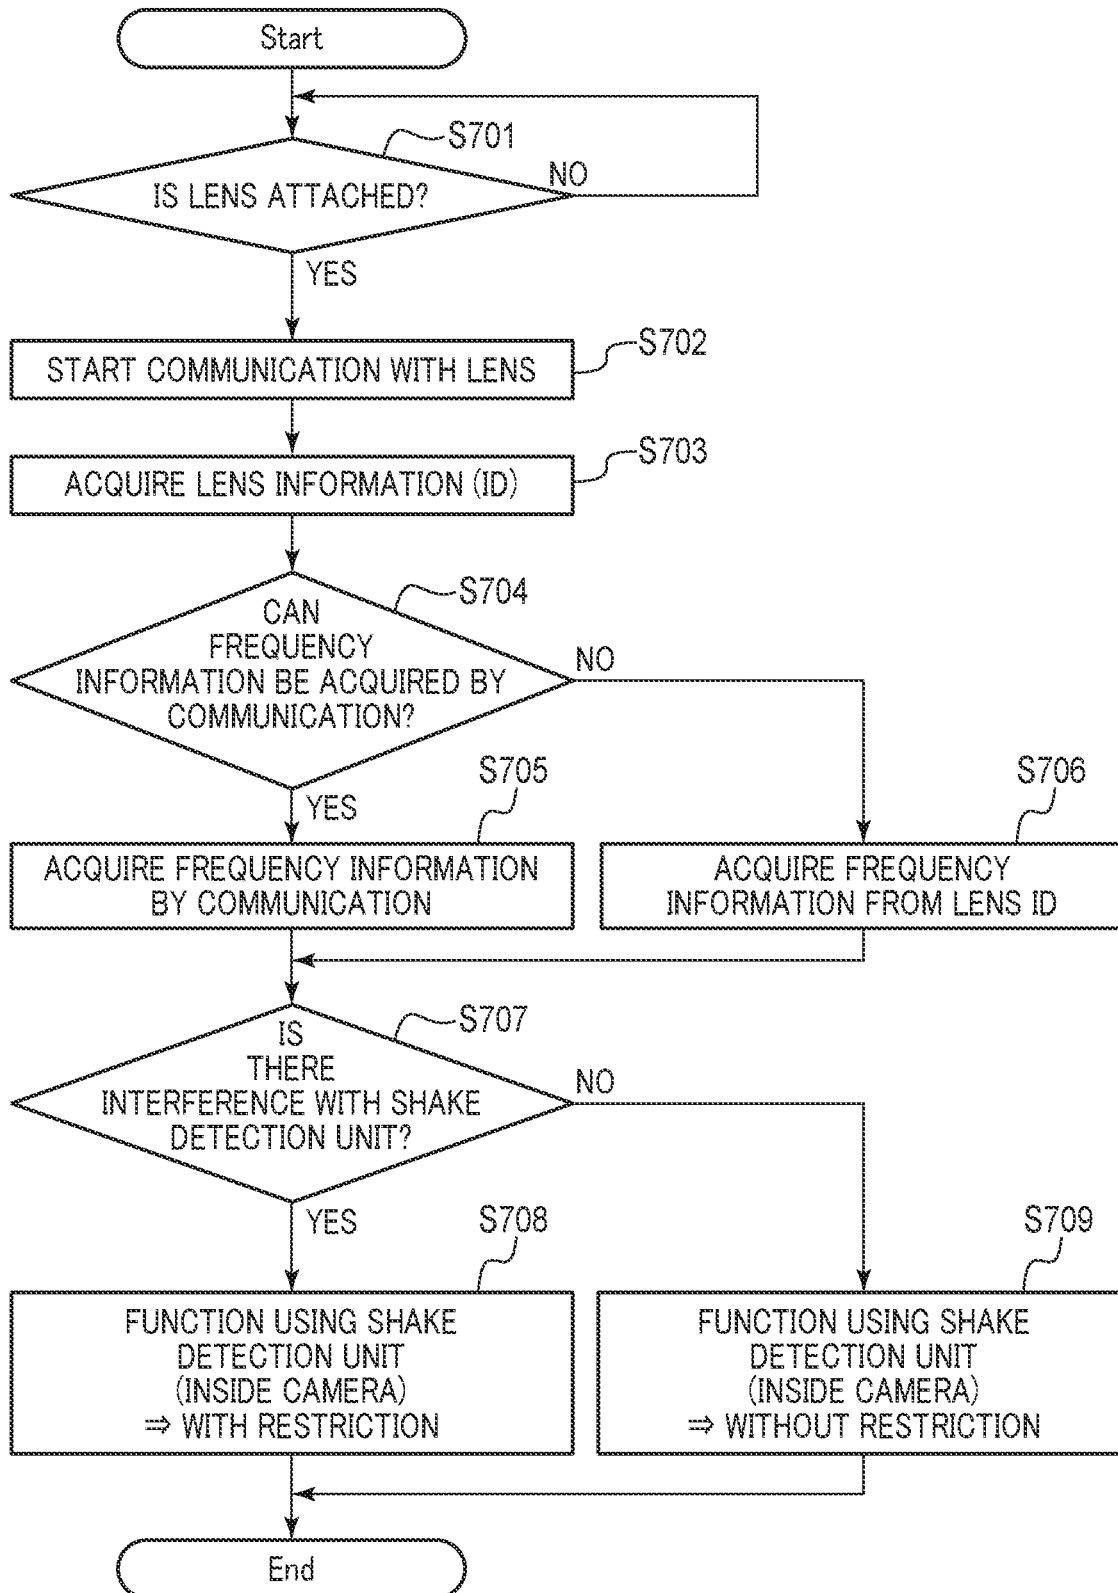 Start
S701
IS LENS ATTACHED?
NO
YES
S702
START COMMUNICATION WITH LENS
S703
ACQUIRE LENS INFORMATION (ID)
S704
CAN
FREQUENCY
INFORMATION BE ACQUIRED BY
COMMUNICATION?
NO
YES
S705
S706
ACQUIRE FREQUENCY INFORMATION
BY COMMUNICATION
ACQUIRE FREQUENCY
INFORMATION FROM LENS ID
S707
IS
THERE
INTERFERENCE WITH SHAKE
DETECTION UNIT?
NO
YES
S708
S709
FUNCTION USING SHAKE
DETECTION UNIT
(INSIDE CAMERA)
⇒ WITH RESTRICTION
FUNCTION USING SHAKE
DETECTION UNIT
(INSIDE CAMERA)
⇒ WITHOUT RESTRICTION
End